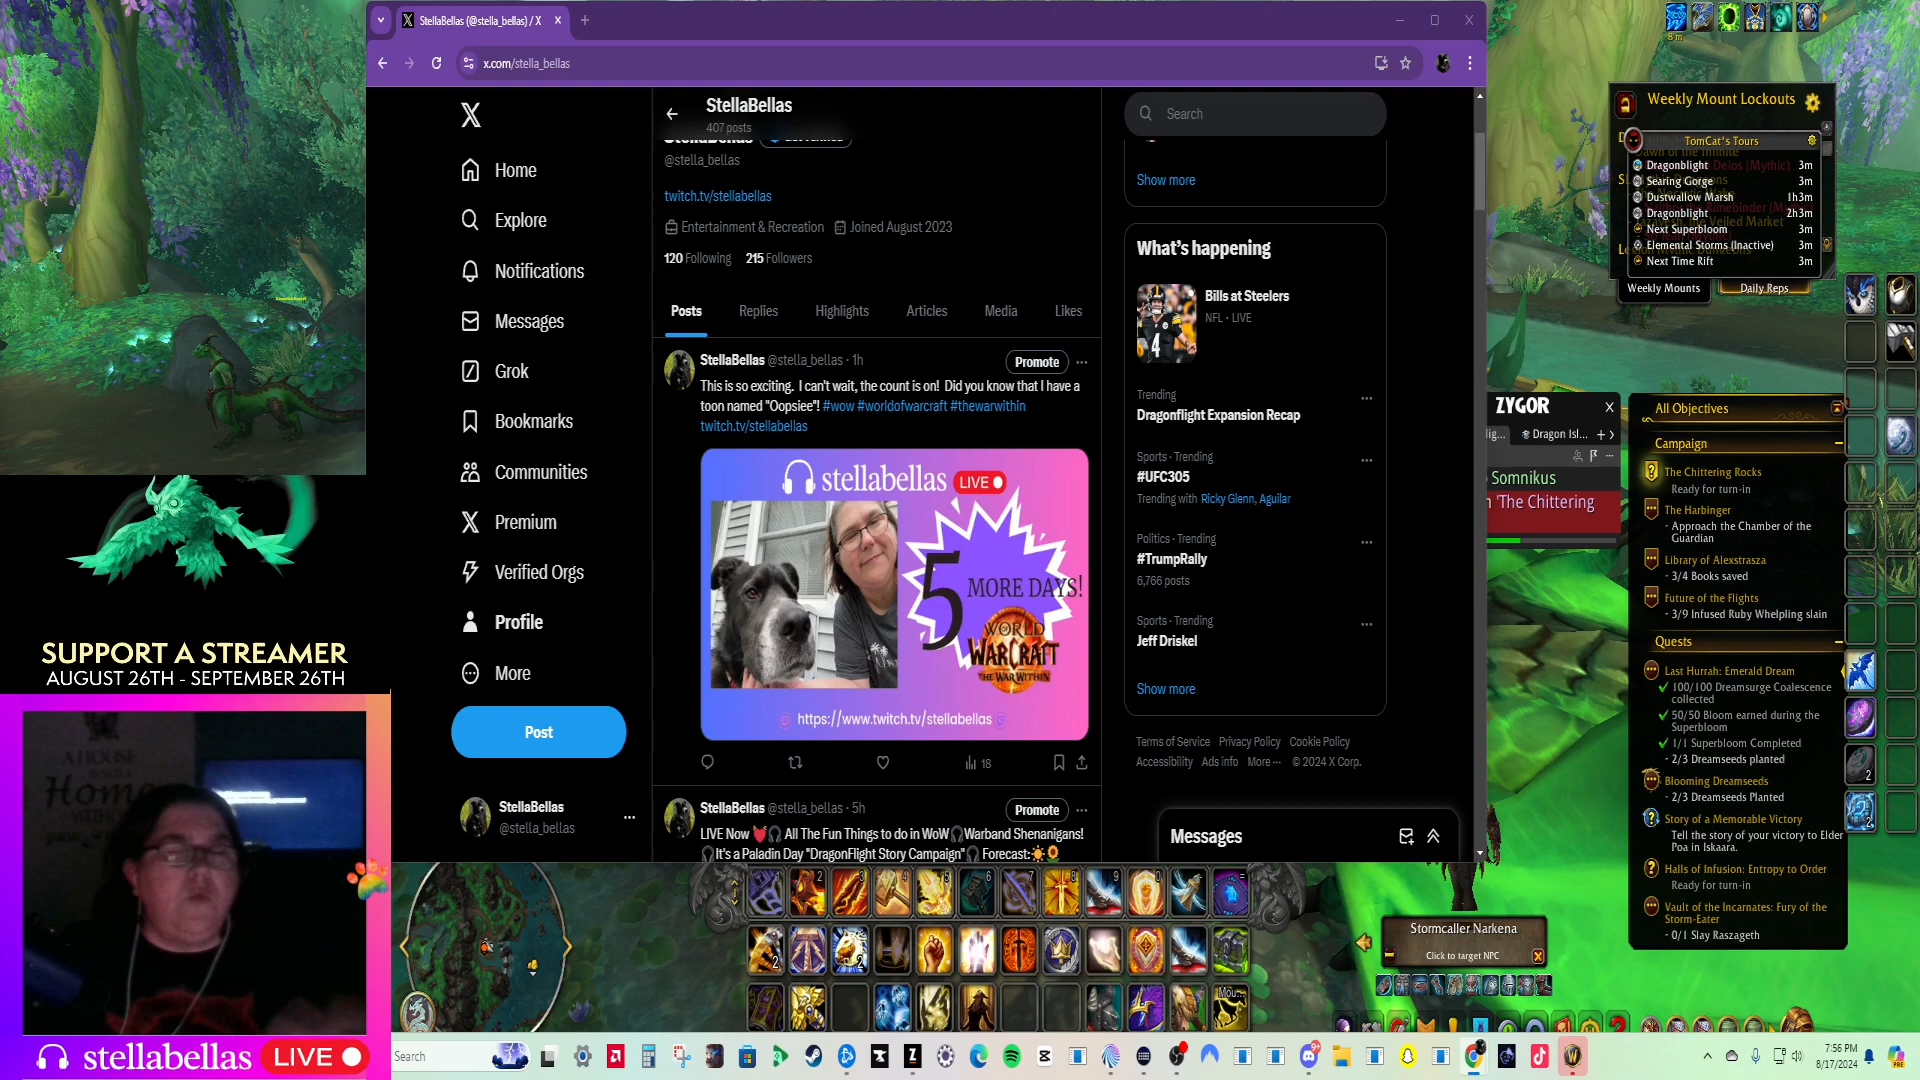 StellaBellas (@stella_bellas) / X
x.com/stella_bellas
StellaBellas
407 posts
@stella_bellas
twitch.tv/stellabellas
Entertainment & Recreation Joined August 2023
120 Following 215 Followers
Posts Replies Highlights Articles Media Likes
Home
Explore
Notifications
Messages
Grok
Bookmarks
Communities
Premium
Verified Orgs
Profile
More
Post
StellaBellas
@stella_bellas
StellaBellas @stella_bellas · 1h
Promote
This is so exciting. I can't wait, the count is on! Did you know that I have a
toon named "Oopsiee"! #wow #worldofwarcraft #thewarwithin
twitch.tv/stellabellas
stellabellas LIVE
5 MORE DAYS!
WORLD OF
WARCRAFT
THE WAR WITHIN
https://www.twitch.tv/stellabellas
18
StellaBellas @stella_bellas · 5h
Promote
LIVE Now All The Fun Things to do in WoW Warband Shenanigans!
It's a Paladin Day "DragonFlight Story Campaign" Forecast:
Search
Show more
What's happening
Bills at Steelers
NFL · LIVE
Trending
Dragonflight Expansion Recap
Sports · Trending
#UFC305
Trending with Ricky Glenn, Aguilar
Politics · Trending
#TrumpRally
6,766 posts
Sports · Trending
Jeff Driskel
Show more
Terms of Service Privacy Policy Cookie Policy
Accessibility Ads info More ··· © 2024 X Corp.
Messages
8 m
Weekly Mount Lockouts
TomCat's Tours
Dragonblight 3m
Searing Gorge 3m
Dustwallow Marsh 1h3m
Dragonblight 2h3m
Next Superbloom 3m
Elemental Storms (Inactive) 3m
Next Time Rift 3m
Weekly Mounts Daily Reps
ZYGOR X
Dragon Isl...
Somnikus
'The Chittering
All Objectives
Campaign
The Chittering Rocks
Ready for turn-in
The Harbinger
- Approach the Chamber of the
Guardian
Library of Alexstrasza
- 3/4 Books saved
Future of the Flights
- 3/9 Infused Ruby Whelpling slain
Quests
Last Hurrah: Emerald Dream
100/100 Dreamsurge Coalescence
collected
50/50 Bloom earned during the
Superbloom
1/1 Superbloom Completed
- 2/3 Dreamseeds planted
Blooming Dreamseeds
- 2/3 Dreamseeds Planted
Story of a Memorable Victory
Tell the story of your victory to Elder
Poa in Iskaara.
Halls of Infusion: Entropy to Order
Ready for turn-in
Vault of the Incarnates: Fury of the
Storm-Eater
- 0/1 Slay Raszageth
Stormcaller Narkena
Click to target NPC
SUPPORT A STREAMER
AUGUST 26TH - SEPTEMBER 26TH
A HOUSE
Home
WITHOUT
stellabellas LIVE
Mou...
Search
7:56 PM
8/17/2024